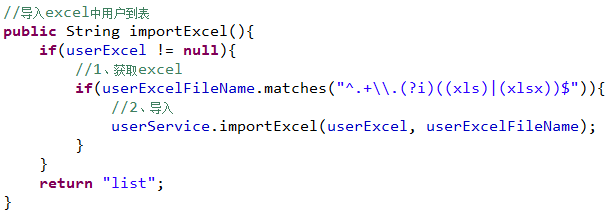 //导入excel中用户到表
public String importExcel(){
    if(userExcel != null){
        //1、获取excel
        if(userExcelFileName.matches("^.+\\.(?i)((xls)|(xlsx))$")){
            //2、导入
            userService.importExcel(userExcel, userExcelFileName);
        }
    }
    return "list";
}